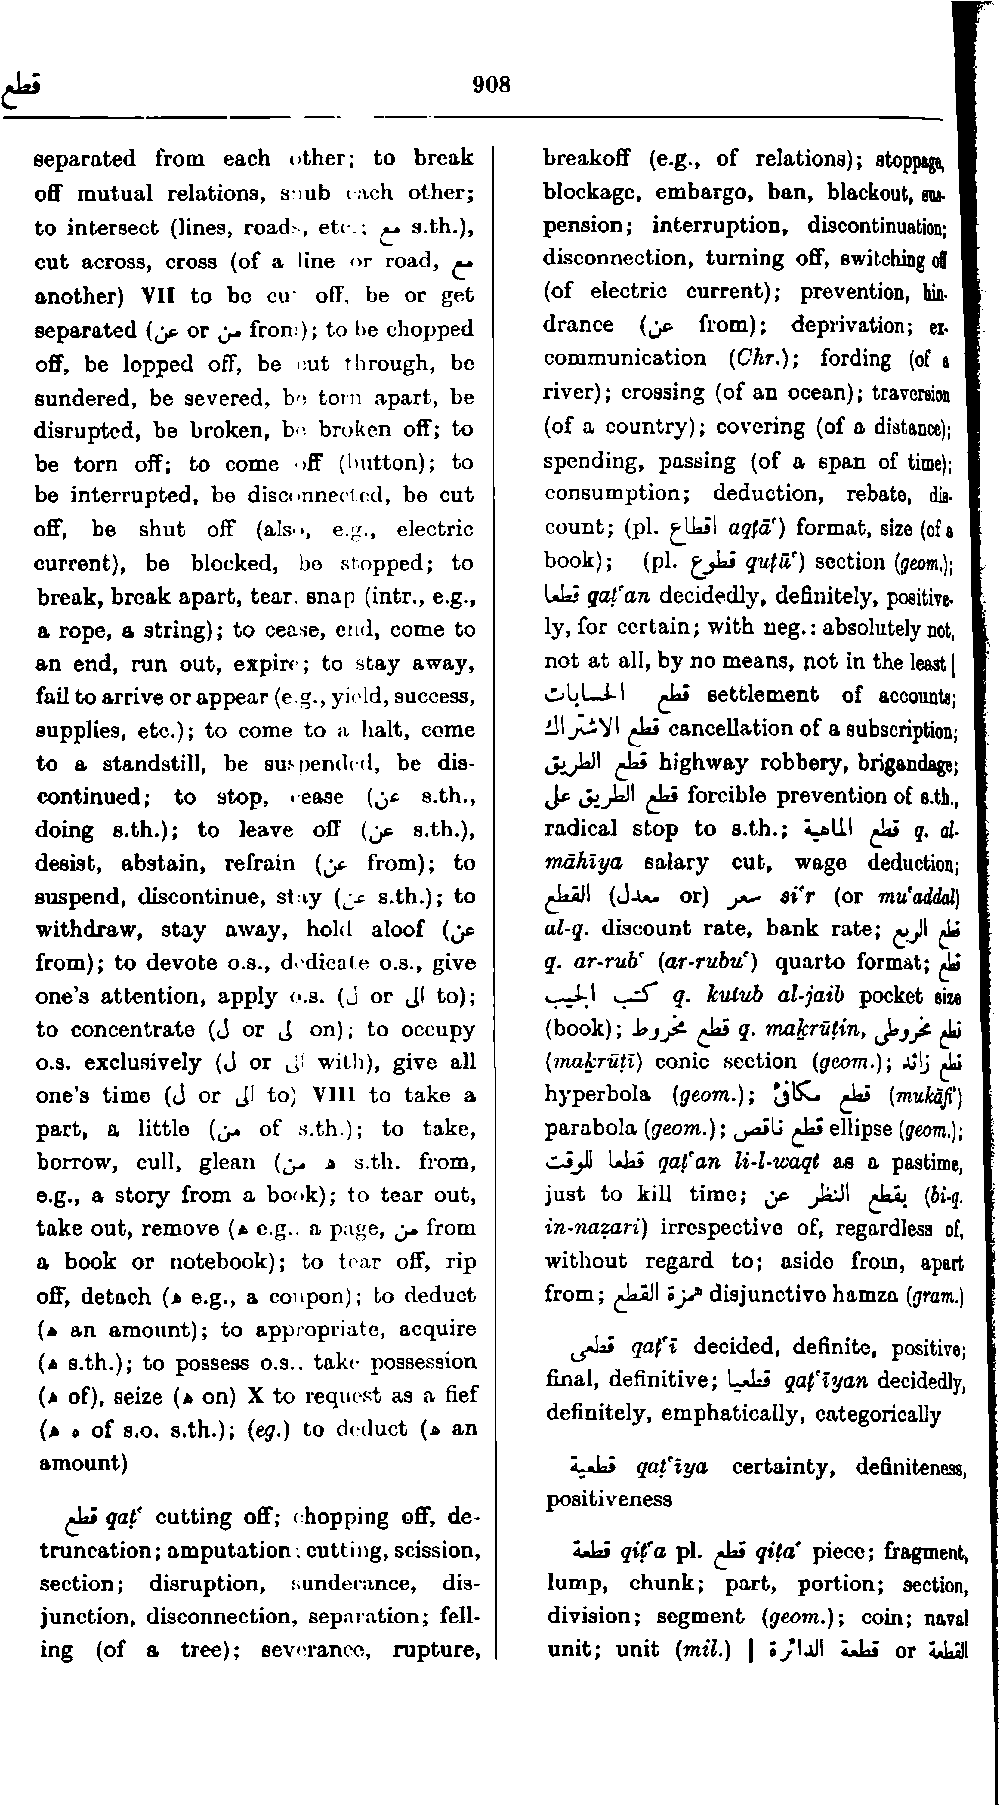 قطع
908
separated from each other; to break
off mutual relations, snub each other;
to intersect (lines, roads, etc.; مع s.th.),
cut across, cross (of a line or road, مع
another) VII to be cut off, be or get
separated (عن or من from); to be chopped
off, be lopped off, be cut through, be
sundered, be severed, be torn apart, be
disrupted, be broken, be broken off; to
be torn off; to come off (button); to
be interrupted, be disconnected, be cut
off, be shut off (also, e.g., electric
current), be blocked, be stopped; to
break, break apart, tear, snap (intr., e.g.,
a rope, a string); to cease, end, come to
an end, run out, expire; to stay away,
fail to arrive or appear (e.g., yield, success,
supplies, etc.); to come to a halt, come
to a standstill, be suspended, be dis-
continued; to stop, cease (عن s.th.,
doing s.th.); to leave off (عن s.th.),
desist, abstain, refrain (عن from); to
suspend, discontinue, stay (عن s.th.); to
withdraw, stay away, hold aloof (عن
from); to devote o.s., dedicate o.s., give
one's attention, apply o.s. (ل or الى to);
to concentrate (ل or ل on); to occupy
o.s. exclusively (ل or الى with), give all
one's time (ل or الى to) VIII to take a
part, a little (من of s.th.); to take,
borrow, cull, glean (من ه s.th. from,
e.g., a story from a book); to tear out,
take out, remove (ه e.g., a page, من from
a book or notebook); to tear off, rip
off, detach (ه e.g., a coupon); to deduct
(ه an amount); to appropriate, acquire
(ه s.th.); to possess o.s., take possession
(ه of), seize (ه on) X to request as a fief
(ه ه of s.o. s.th.); (eg.) to deduct (ه an
amount)
قطع qaṭʿ cutting off; chopping off, de-
truncation; amputation; cutting, scission,
section; disruption, sunderance, dis-
junction, disconnection, separation; fell-
ing (of a tree); severance, rupture,
breakoff (e.g., of relations); stoppage,
blockage, embargo, ban, blackout, sus-
pension; interruption, discontinuation;
disconnection, turning off, switching off
(of electric current); prevention, hin-
drance (عن from); deprivation; ex-
communication (Chr.); fording (of a
river); crossing (of an ocean); traversion
(of a country); covering (of a distance);
spending, passing (of a span of time);
consumption; deduction, rebate, dis-
count; (pl. اقطاع aqṭāʿ) format, size (of a
book); (pl. قطوع quṭūʿ) section (geom.);
قطعا qaṭʿan decidedly, definitely, positive-
ly, for certain; with neg.: absolutely not,
not at all, by no means, not in the least |
قطع الحسابات settlement of accounts;
قطع الاشتراك cancellation of a subscription;
قطع الطريق highway robbery, brigandage;
قطع الطريق على forcible prevention of s.th.,
radical stop to s.th.; قطع الماهية q. al-
māhīya salary cut, wage deduction;
سعر (or معدل) القطع siʿr (or muʿaddal)
al-q. discount rate, bank rate; قطع الربع
q. ar-rubʿ (ar-rubuʿ) quarto format; قطع
كتب الجيب q. kutub al-jaib pocket size
(book); قطع مخروط q. maḵrūṭin, قطع مخروطى
(maḵrūṭī) conic section (geom.); قطع زائد
hyperbola (geom.); قطع مكافئ (mukāfiʾ)
parabola (geom.); قطع ناقص ellipse (geom.);
قطعا للوقت qaṭʿan li-l-waqt as a pastime,
just to kill time; بقطع النظر عن (bi-q.
in-naẓari) irrespective of, regardless of,
without regard to; aside from, apart
from; همزة القطع disjunctive hamza (gram.)
قطعى qaṭʿī decided, definite, positive;
final, definitive; قطعيا qaṭʿīyan decidedly,
definitely, emphatically, categorically
قطعية qaṭʿīya certainty, definiteness,
positiveness
قطعة qiṭʿa pl. قطع qiṭaʿ piece; fragment,
lump, chunk; part, portion; section,
division; segment (geom.); coin; naval
unit; unit (mil.) | قطعة الدائرة or القطعة